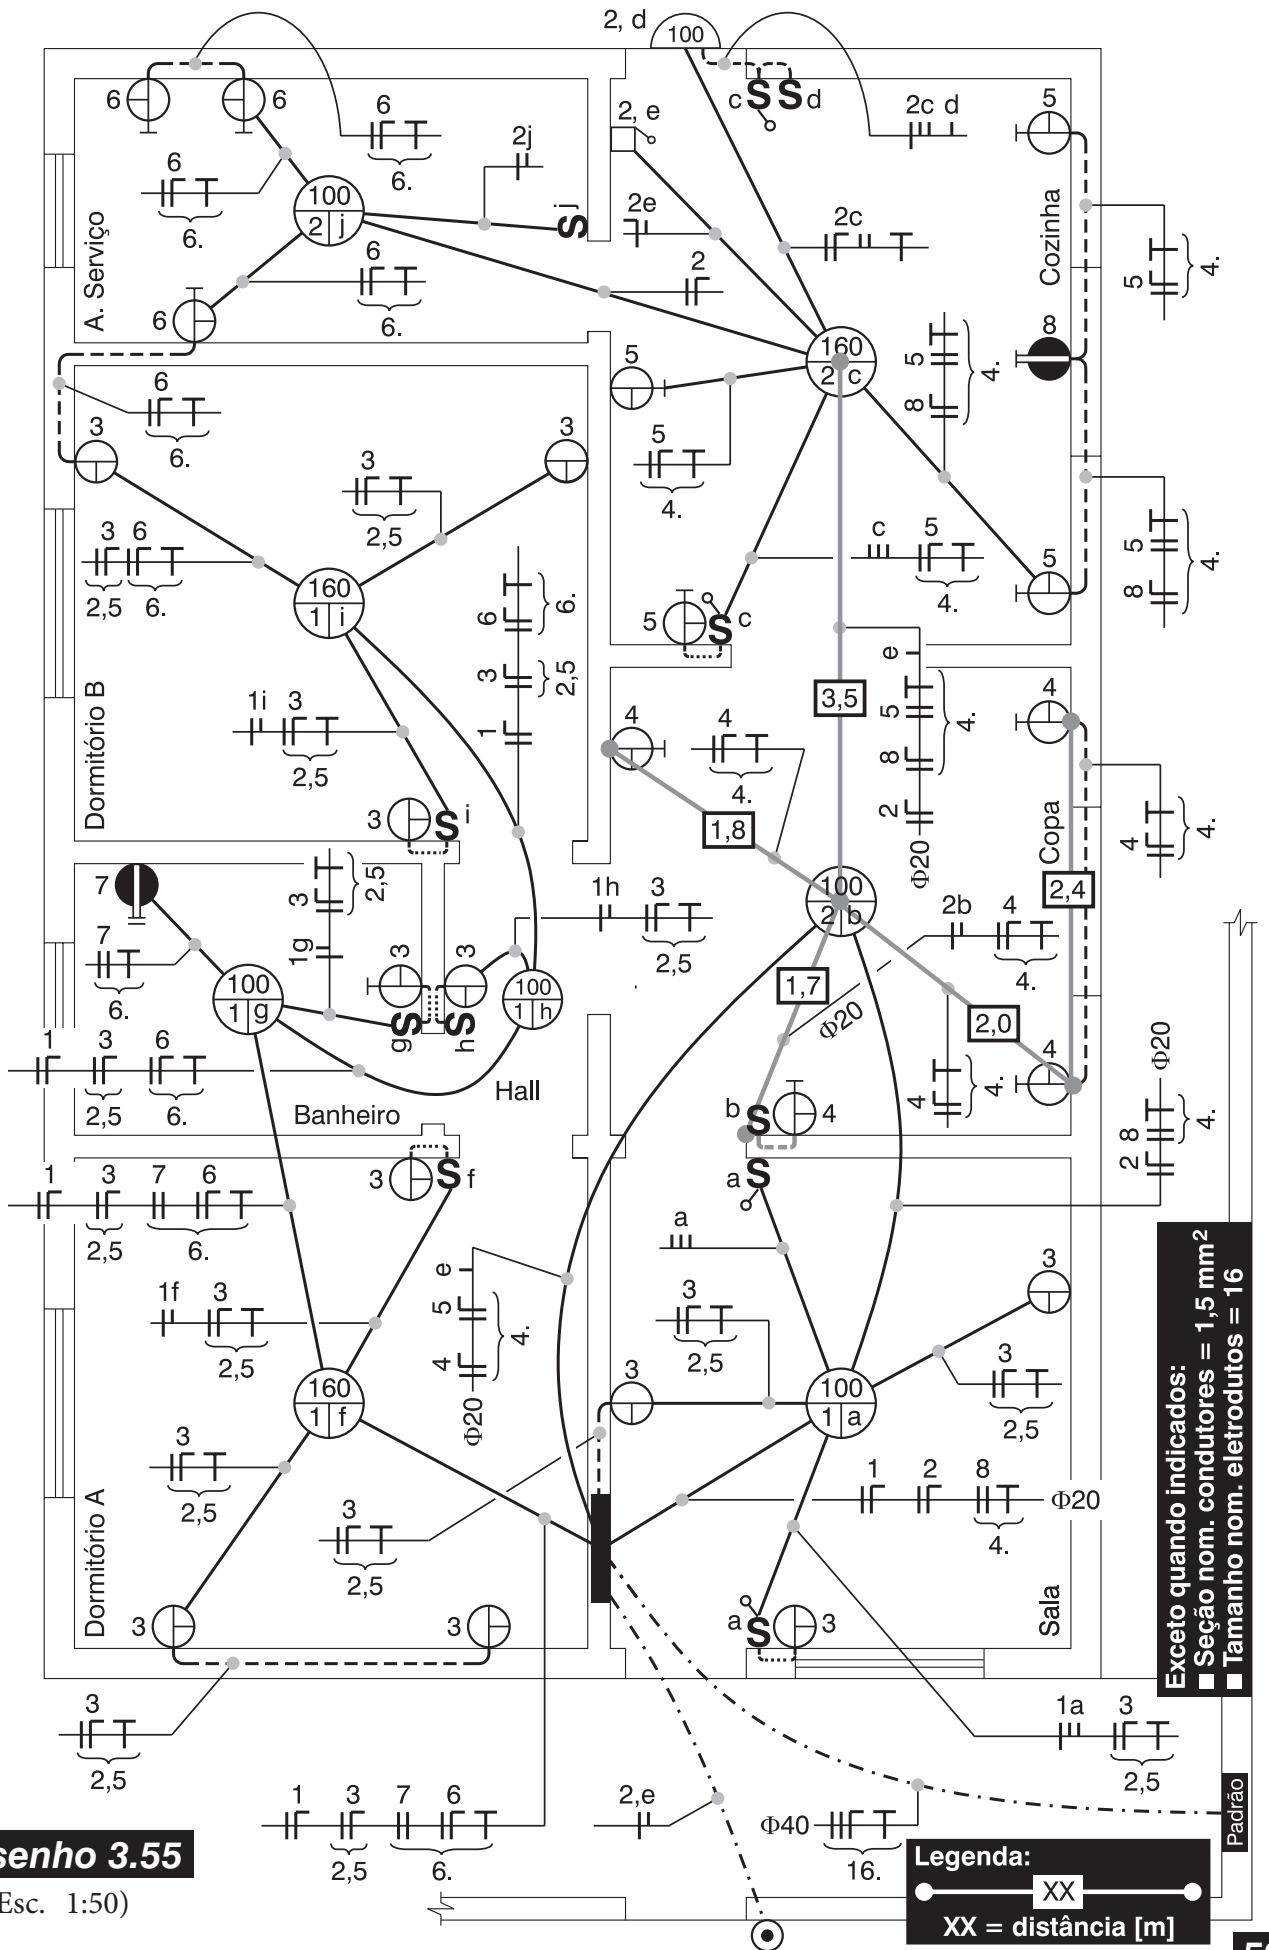 2, d
100
6
6
6
6.
c S S d
2c d
5
2, e
2j
6
6.
100
2 j
S j
2e
2c
Cozinha
5
4.
A. Serviço
6
6.
2
6
160
2 c
8
5
8
4.
5
6
6.
3
3
5
4.
3
2,5
c
5
4.
5
5
8
4.
3 6
2,5 6.
160
1 i
6
6.
3
2,5
1
5
S c
e
5
8
4.
2
Φ20
3,5
Dormitório B
1i 3
2,5
4
4
4.
4
1,8
3
S i
Copa
4
4.
7
3
2,5
1g
1h 3
2,5
100
2 b
2,4
2b 4
4.
7
6.
3
3
100
1 g
100
1 h
S g
S h
1,7
Φ20
2,0
4
4
4.
Φ20
1 3 6
2,5 6.
Hall
Banheiro
b S
4
8
4.
2
3
S f
a S
1 3 7 6
2,5 6.
a
e
5
4
4.
Φ20
3
1f 3
2,5
3
2,5
160
1 f
3
100
1 a
3
2,5
3
2,5
1 2 8
4.
Φ20
3
2,5
Dormitório A
3
3
a S
3
Sala
Exceto quando indicados:
■ Seção nom. condutores = 1,5 mm²
■ Tamanho nom. eletrodutos = 16
3
2,5
1a 3
2,5
1 3 7 6
2,5 6.
2,e
Φ40
16.
Padrão
senho 3.55
Esc. 1:50)
Legenda:
XX
XX = distância [m]